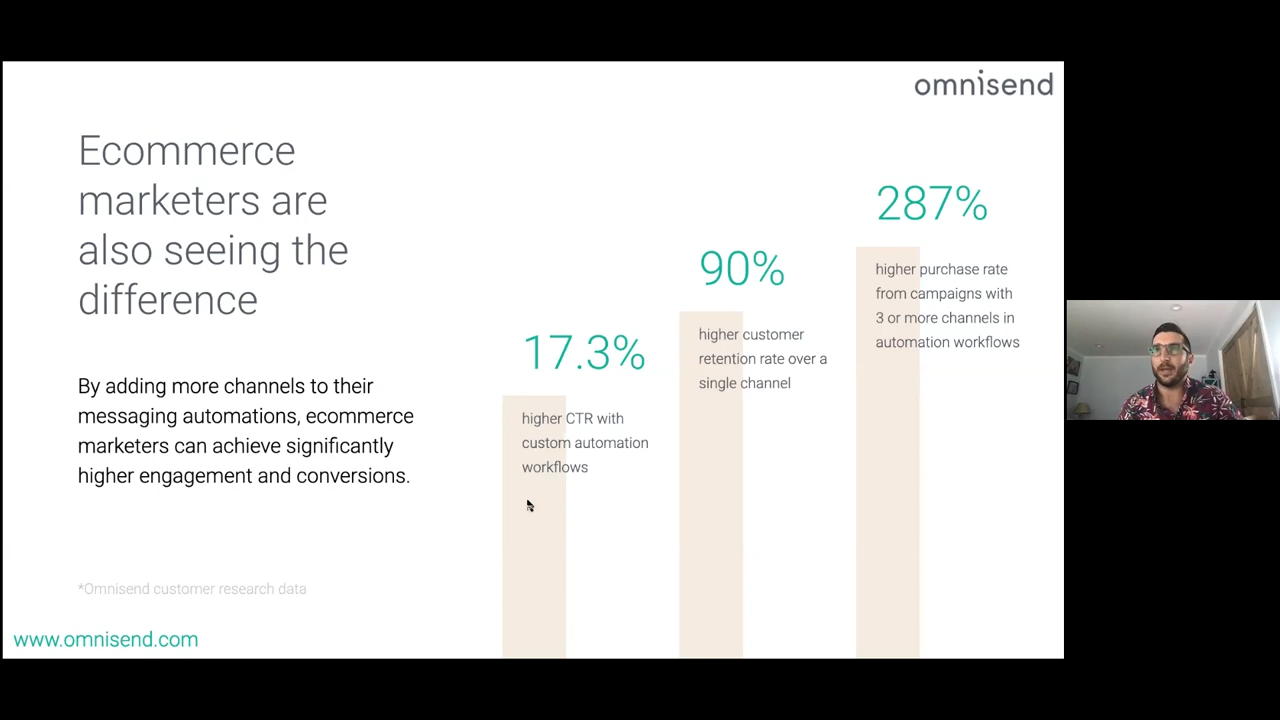 omnisend
Ecommerce
marketers are
also seeing the
difference
By adding more channels to their
messaging automations, ecommerce
marketers can achieve significantly
higher engagement and conversions.
17.3%
higher CTR with
custom automation
workflows
90%
higher customer
retention rate over a
single channel
287%
higher purchase rate
from campaigns with
3 or more channels in
automation workflows
*Omnisend customer research data
www.omnisend.com